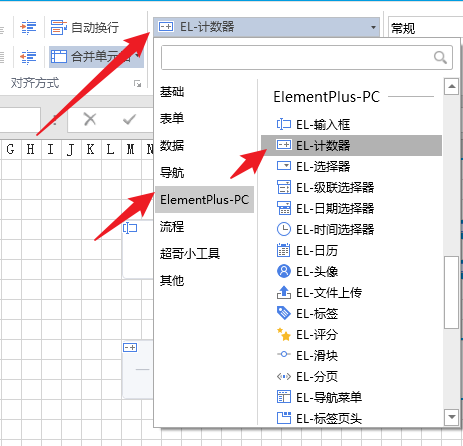 自动换行
EL-计数器
常规
合并单元
对齐方式
G H I J K L M N
基础
表单
数据
导航
ElementPlus-PC
流程
超哥小工具
其他
ElementPlus-PC
EL-输入框
EL-计数器
EL-选择器
EL-级联选择器
EL-日期选择器
EL-时间选择器
EL-日历
EL-头像
EL-文件上传
EL-标签
EL-评分
EL-滑块
EL-分页
EL-导航菜单
EL-标签页头